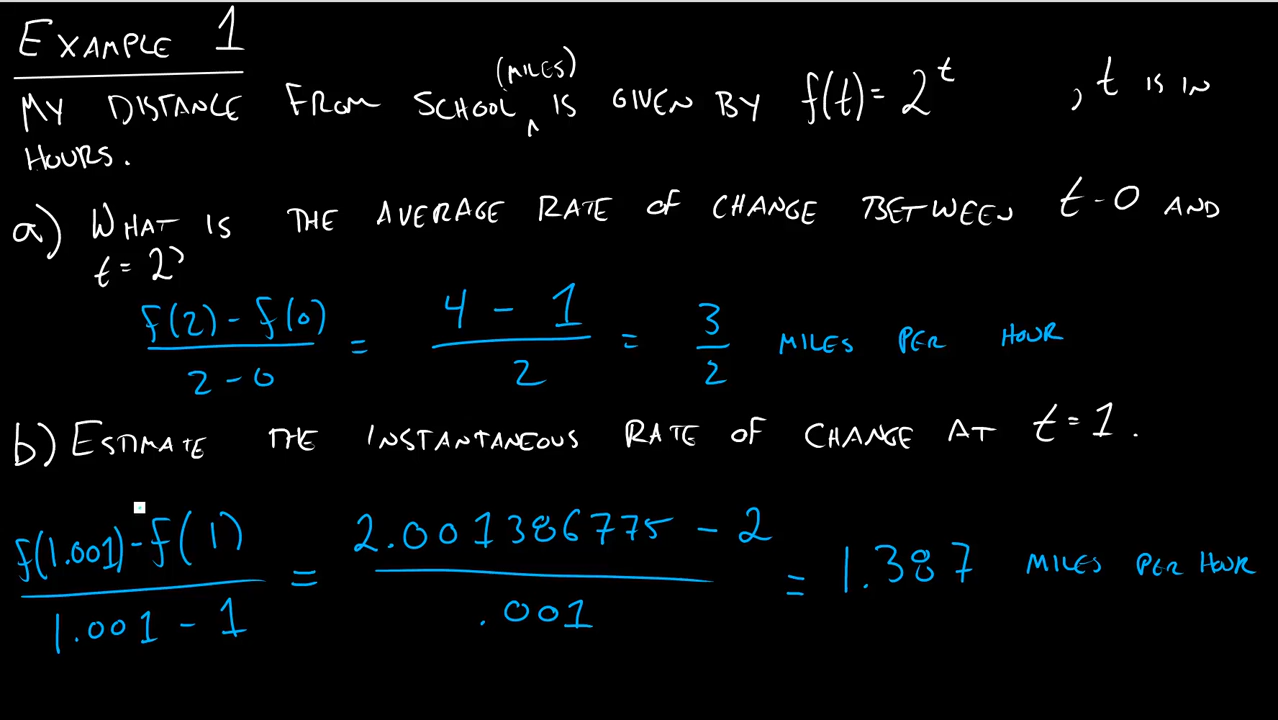 EXAMPLE 1
MY DISTANCE FROM SCHOOL ^ (MILES) IS GIVEN BY f(t) = 2^t , t IS IN
HOURS.
a) WHAT IS THE AVERAGE RATE OF CHANGE BETWEEN t-0 AND
t = 2?
f(2) - f(0) / 2 - 0 = 4 - 1 / 2 = 3 / 2 MILES PER HOUR
b) ESTIMATE THE INSTANTANEOUS RATE OF CHANGE AT t = 1.
f(1.001) - f(1) / 1.001 - 1 = 2.001386775 - 2 / .001 = 1.387 MILES PER HOUR